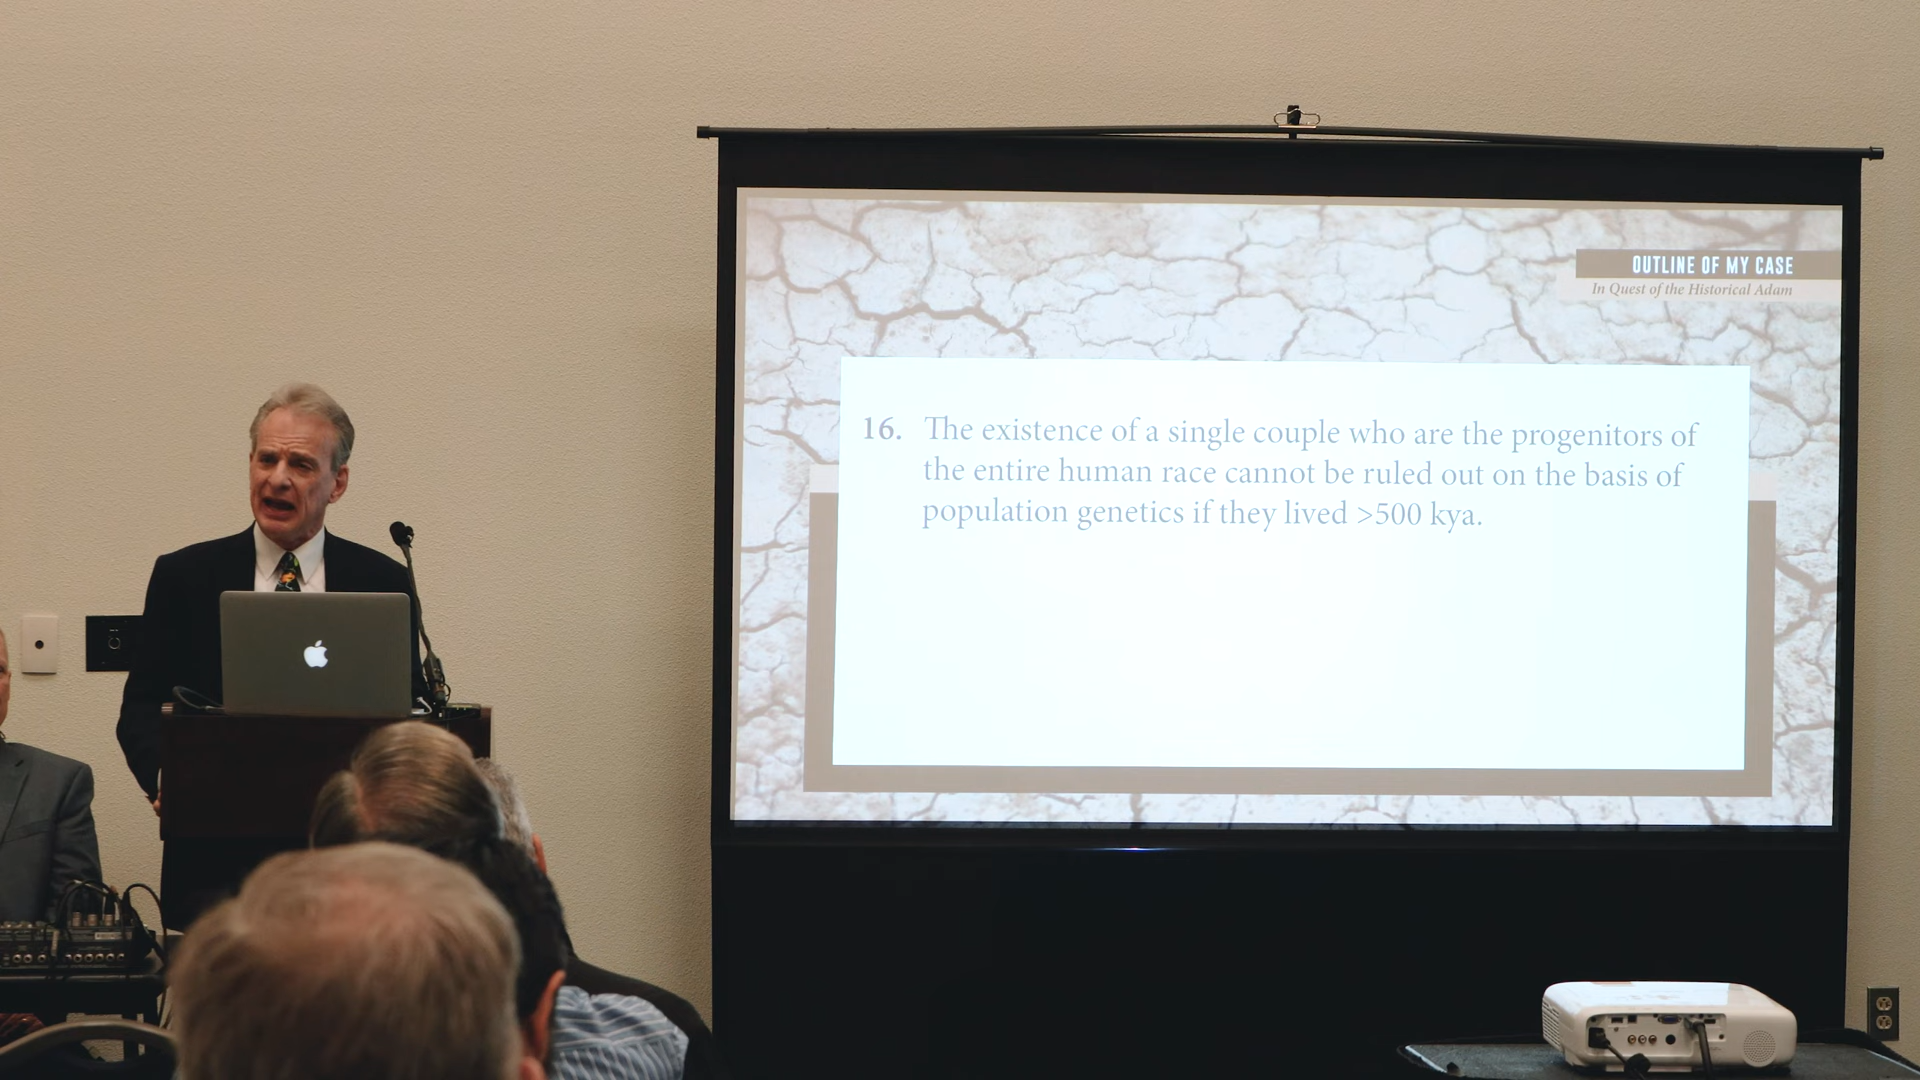 OUTLINE OF MY CASE
In Quest of the Historical Adam
16. The existence of a single couple who are the progenitors of
the entire human race cannot be ruled out on the basis of
population genetics if they lived >500 kya.